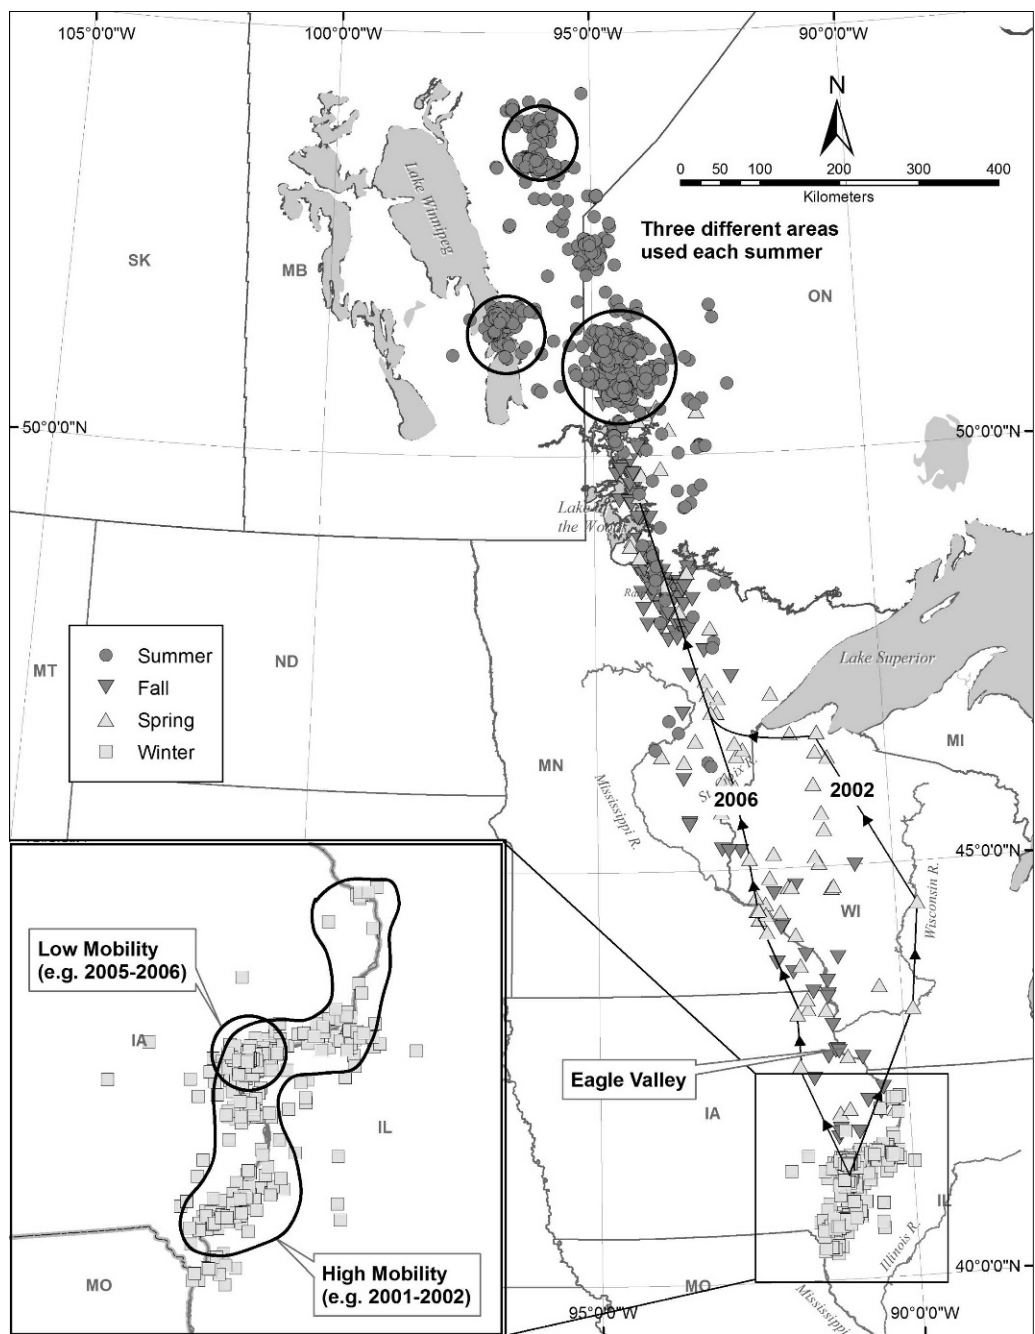 105°0'0"W
100°0'0"W
95°0'0"W
90°0'0"W
N
0 50 100 200 300 400
Kilometers
Three different areas
used each summer
SK
MB
Lake Winnipeg
ON
50°0'0"N
50°0'0"N
Lake of
the Woods
Summer
Fall
Spring
Winter
MT
ND
Lake Superior
MI
MN
Mississippi R.
St. Croix R.
2006
2002
45°0'0"N
WI
Wisconsin R.
Low Mobility
(e.g. 2005-2006)
IA
IL
Eagle Valley
IA
IL
Illinois R.
MO
High Mobility
(e.g. 2001-2002)
MO
Mississippi
40°0'0"N
95°0'0"W
90°0'0"W